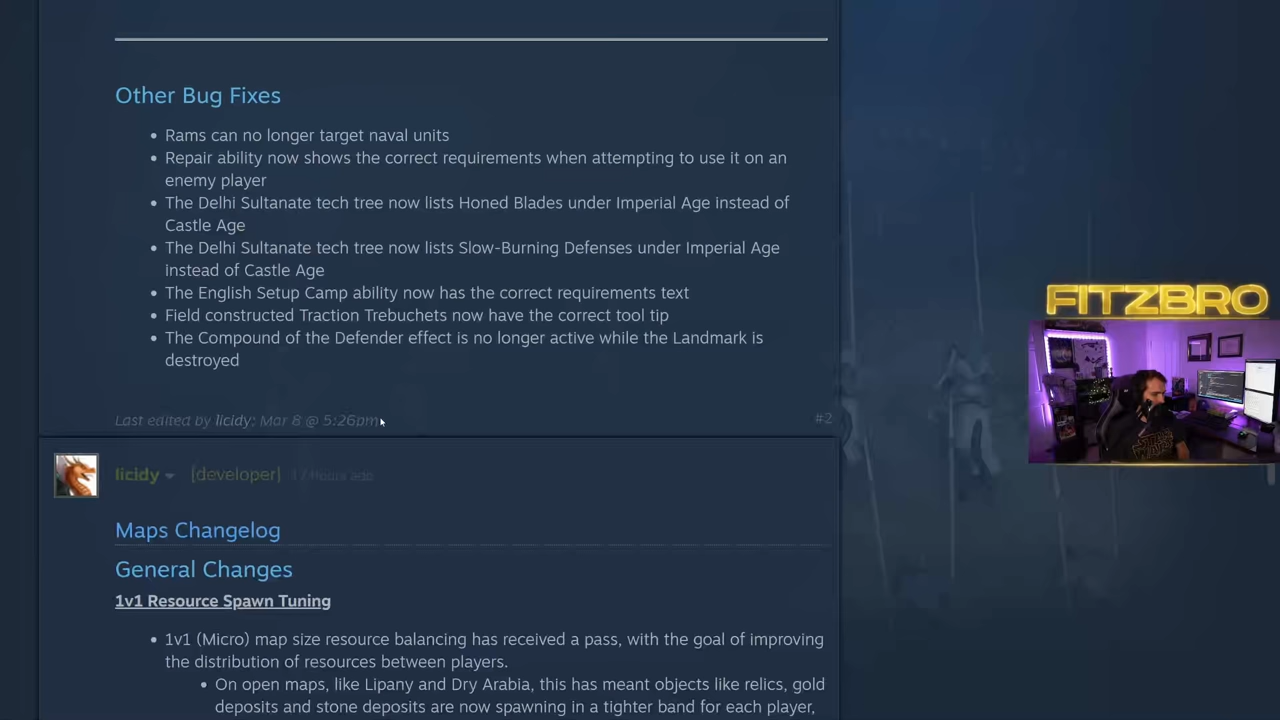 Other Bug Fixes
• Rams can no longer target naval units
• Repair ability now shows the correct requirements when attempting to use it on an
enemy player
• The Delhi Sultanate tech tree now lists Honed Blades under Imperial Age instead of
Castle Age
• The Delhi Sultanate tech tree now lists Slow-Burning Defenses under Imperial Age
instead of Castle Age
• The English Setup Camp ability now has the correct requirements text
• Field constructed Traction Trebuchets now have the correct tool tip
• The Compound of the Defender effect is no longer active while the Landmark is
destroyed
Last edited by licidy; Mar 8 @ 5:26pm
#2
licidy [developer] hours ago
Maps Changelog
General Changes
1v1 Resource Spawn Tuning
• 1v1 (Micro) map size resource balancing has received a pass, with the goal of improving
the distribution of resources between players.
• On open maps, like Lipany and Dry Arabia, this has meant objects like relics, gold
deposits and stone deposits are now spawning in a tighter band for each player,
FITZBRO